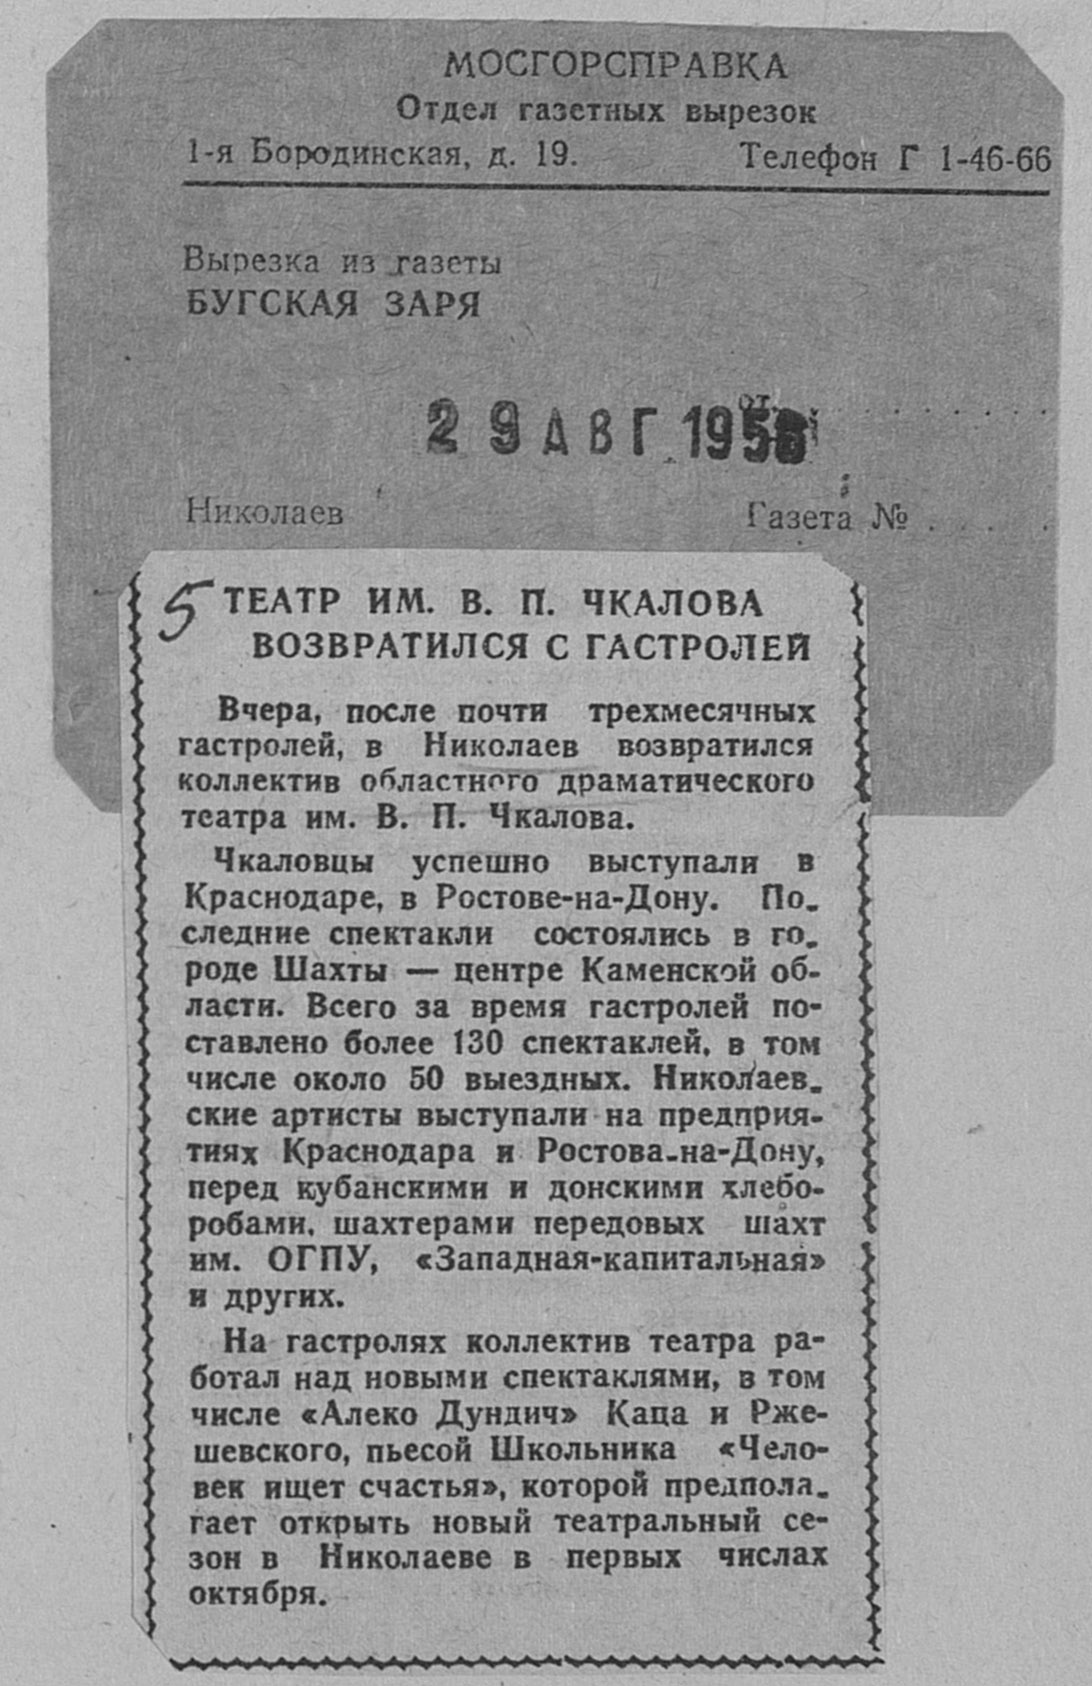 МОСГОРСПРАВКА
Отдел газетных вырезок
1-я Бородинская, д. 19. Телефон Г 1-46-66
Вырезка из газеты
БУГСКАЯ ЗАРЯ
от
29 АВГ 1956
Николаев Газета № . . . .
5 ТЕАТР ИМ. В. П. ЧКАЛОВА
ВОЗВРАТИЛСЯ С ГАСТРОЛЕЙ
Вчера, после почти трехмесячных
гастролей, в Николаев возвратился
коллектив областного драматического
театра им. В. П. Чкалова.
Чкаловцы успешно выступали в
Краснодаре, в Ростове-на-Дону. По-
следние спектакли состоялись в го-
роде Шахты — центре Каменской об-
ласти. Всего за время гастролей по-
ставлено более 130 спектаклей, в том
числе около 50 выездных. Николаев-
ские артисты выступали на предприя-
тиях Краснодара и Ростова-на-Дону,
перед кубанскими и донскими хлебо-
робами, шахтерами передовых шахт
им. ОГПУ, «Западная-капитальная»
и других.
На гастролях коллектив театра ра-
ботал над новыми спектаклями, в том
числе «Алеко Дундич» Каца и Рже-
шевского, пьесой Школьника «Чело-
век ищет счастья», которой предпола-
гает открыть новый театральный се-
зон в Николаеве в первых числах
октября.